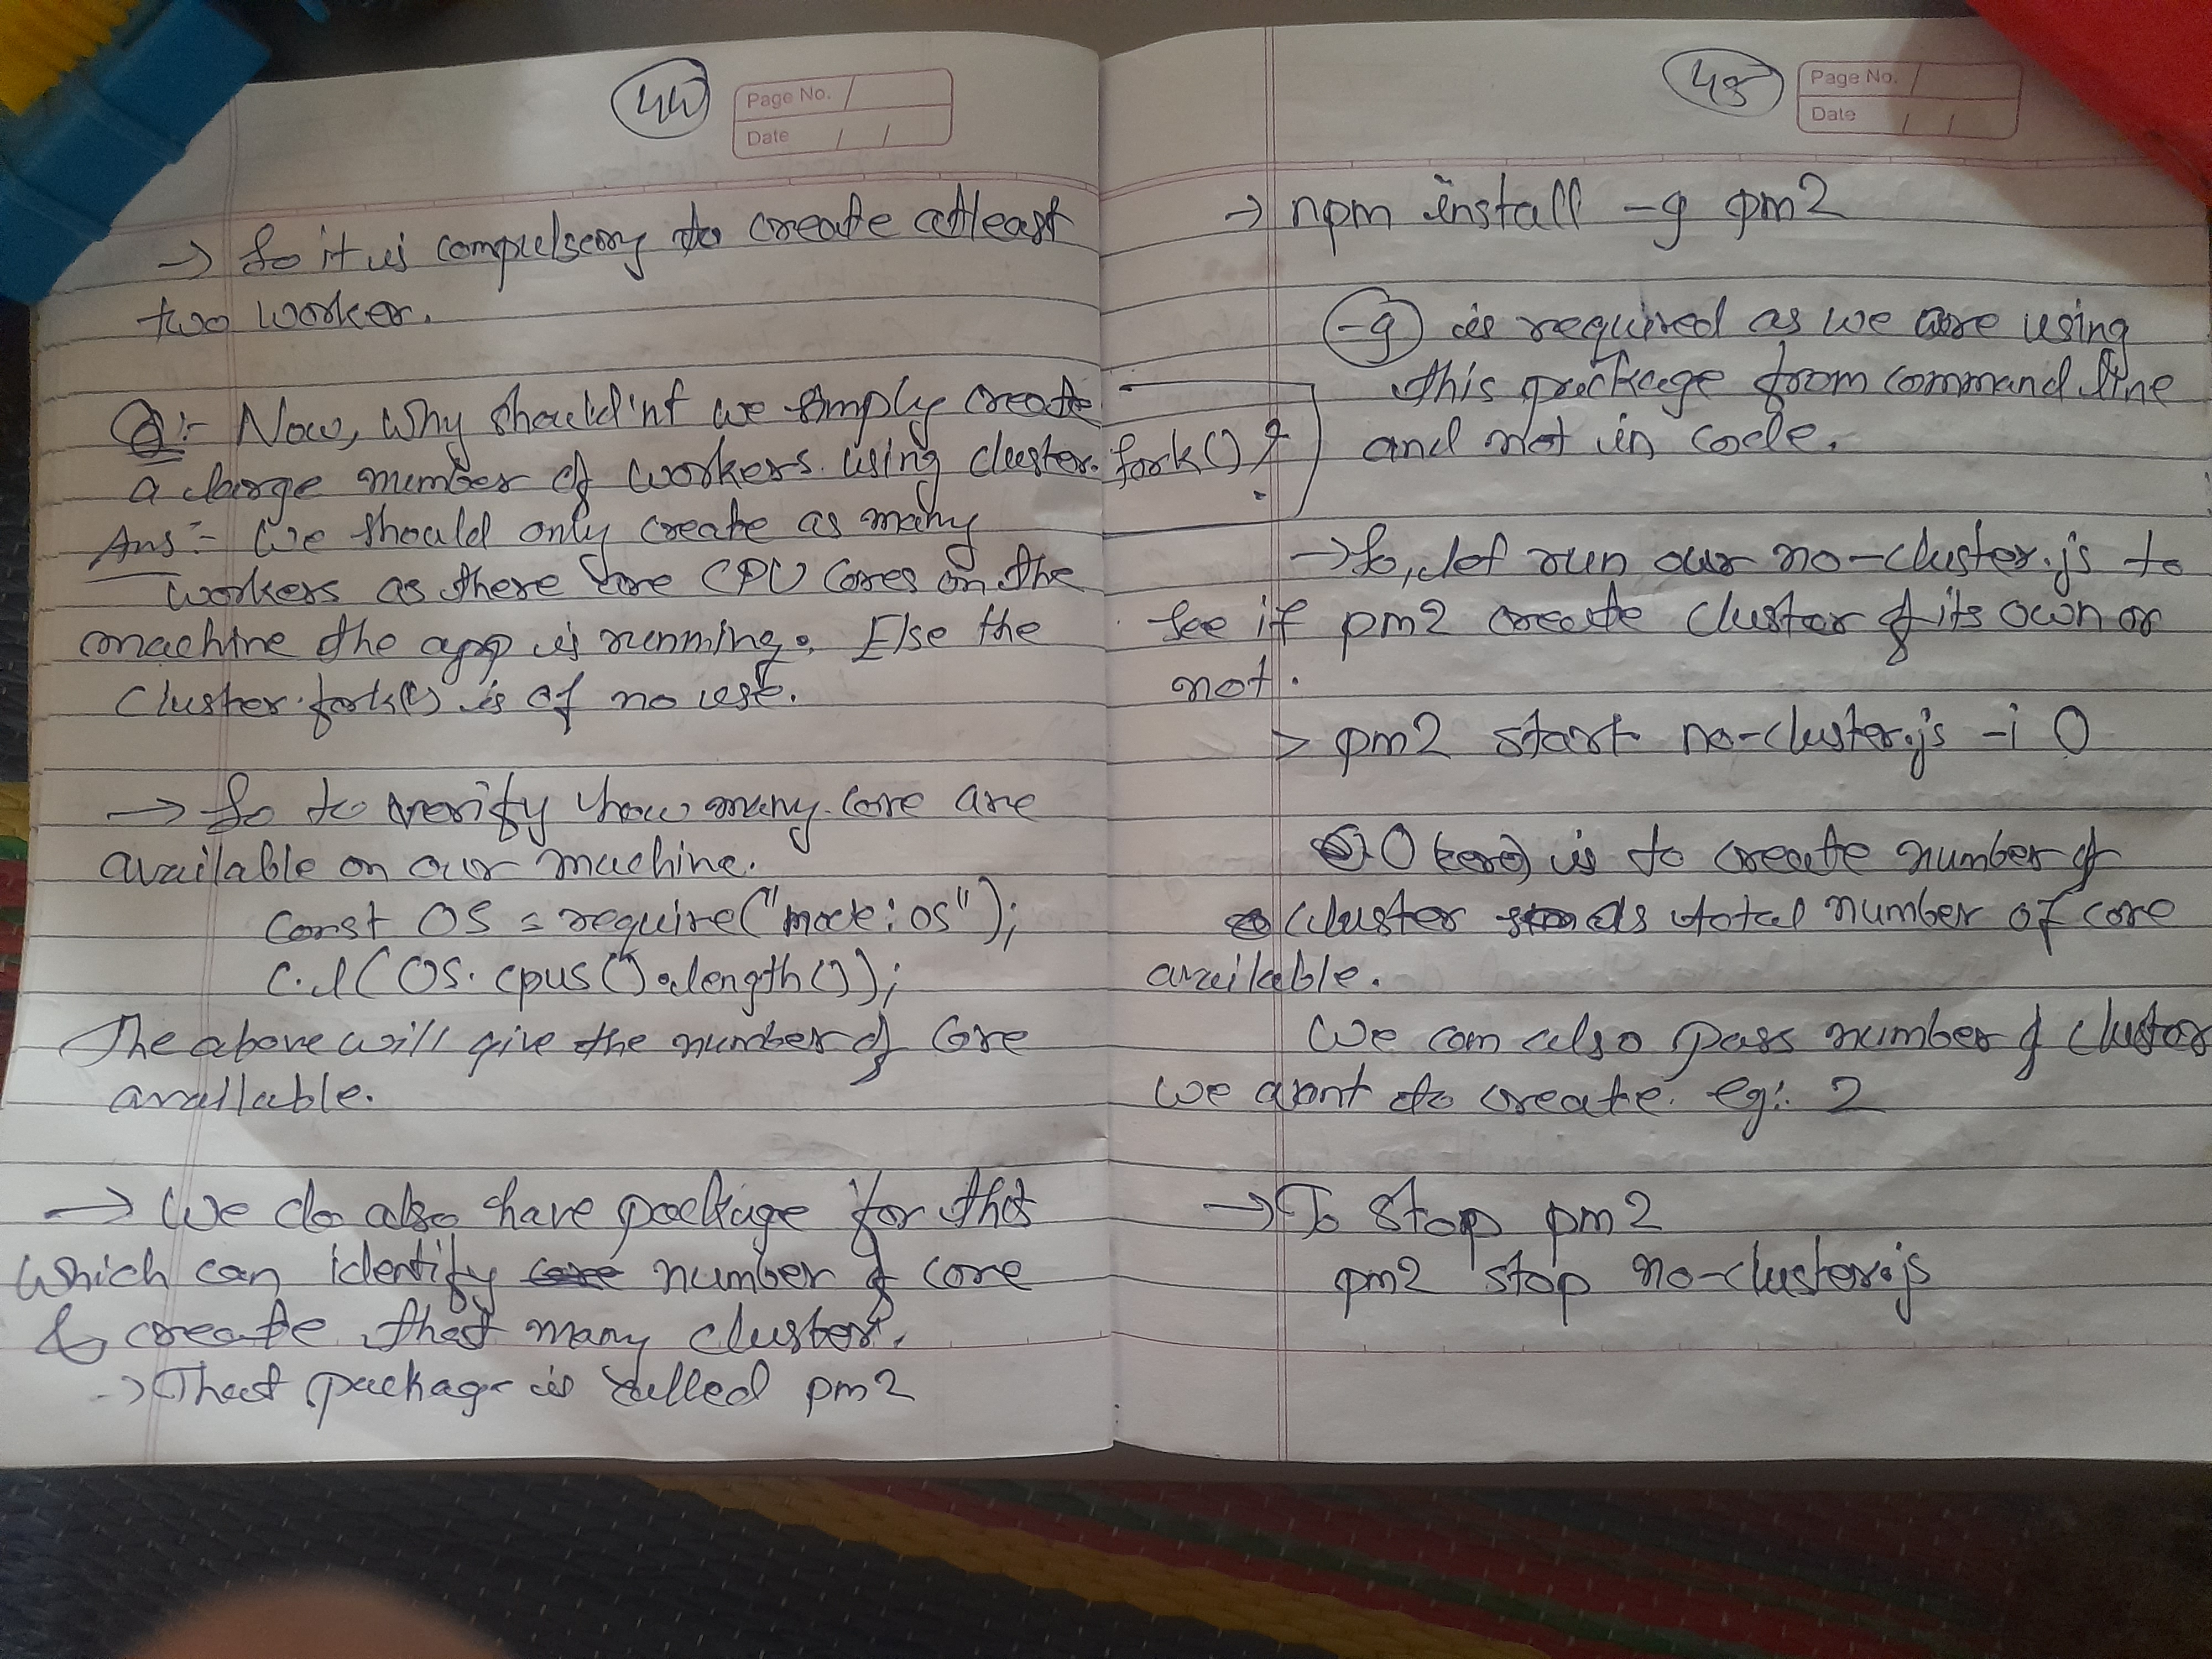 44
Page No.
Date
→ So it is compulsory to create atleast
two worker.
Q:- Now, why shouldn't we simply create
a large number of workers using cluster.fork()?
Ans:- We should only create as many
workers as there are CPU cores on the
machine the app is running. Else the
cluster.fork() is of no use.
→ So to verify how many core are
available on our machine.
const OS = require("node:os");
c.l(OS.cpus().length());
The above will give the number of core
available.
→ We do also have package for that
which can identify number of core
& create that many cluster.
→ That package is called pm2
45
Page No.
Date
→ npm install -g pm2
-g is required as we are using
this package from command line
and not in code.
→ So, let run our no-cluster.js to
see if pm2 create cluster of its own or
not.
> pm2 start no-cluster.js -i 0
0 (zero) is to create number of
cluster as total number of core
available.
We can also pass number of cluster
we want to create. eg: 2
→ To stop pm2
pm2 stop no-cluster.js